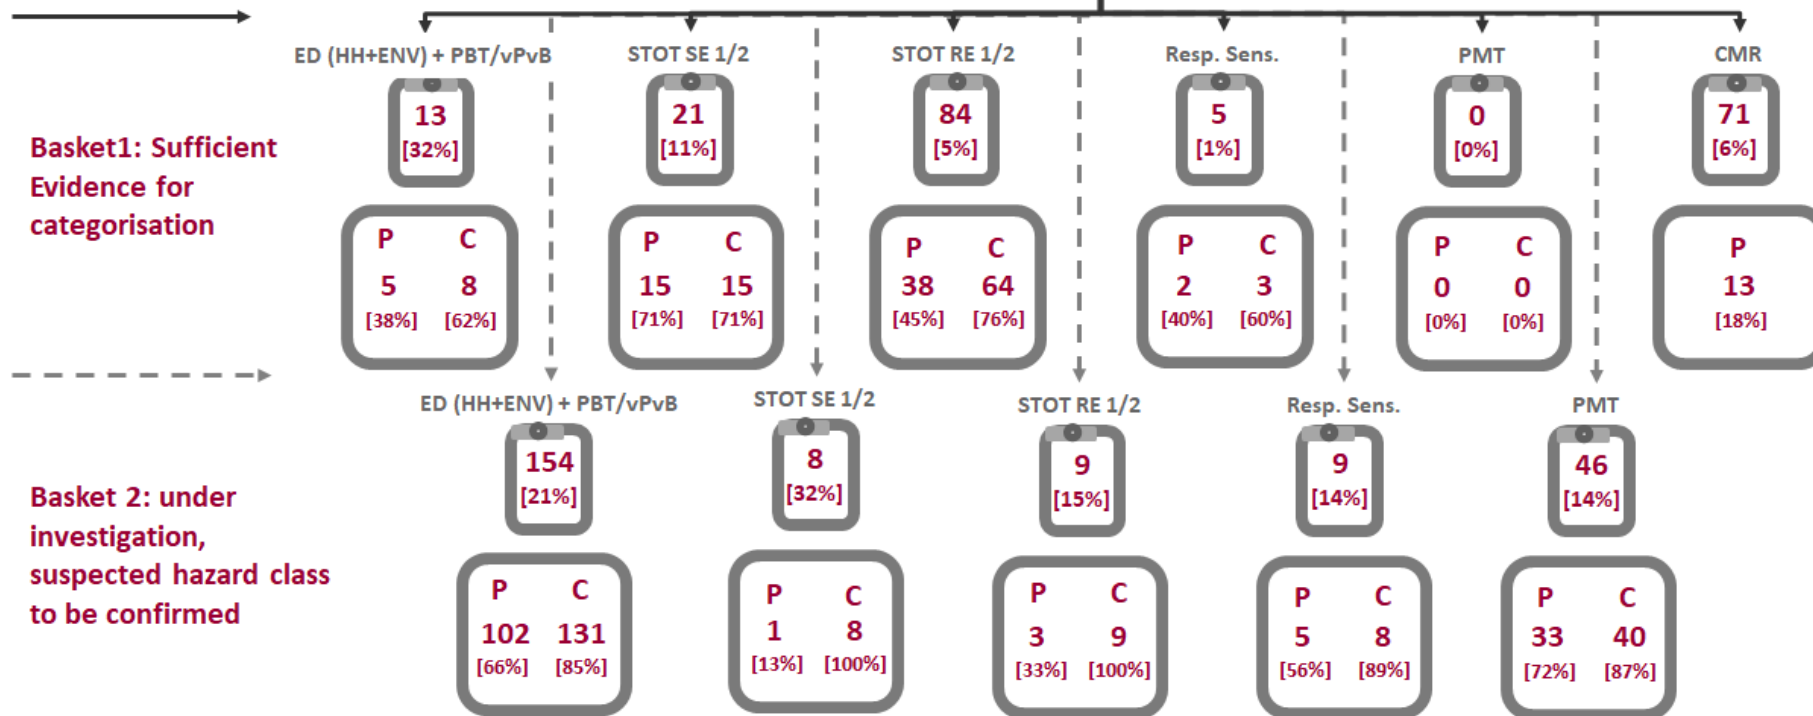 ED (HH+ENV) + PBT/vPvB STOT SE 1/2 STOT RE 1/2 Resp. Sens. PMT CMR
Basket1: Sufficient
Evidence for
categorisation
13 21 84 5 0 71
[32%] [11%] [5%] [1%] [0%] [6%]
P C P C P C P C P C P
5 8 15 15 38 64 2 3 0 0 13
[38%] [62%] [71%] [71%] [45%] [76%] [40%] [60%] [0%] [0%] [18%]
ED (HH+ENV) + PBT/vPvB STOT SE 1/2 STOT RE 1/2 Resp. Sens. PMT
Basket 2: under
investigation,
suspected hazard class
to be confirmed
154 8 9 9 46
[21%] [32%] [15%] [14%] [14%]
P C P C P C P C P C
102 131 1 8 3 9 5 8 33 40
[66%] [85%] [13%] [100%] [33%] [100%] [56%] [89%] [72%] [87%]